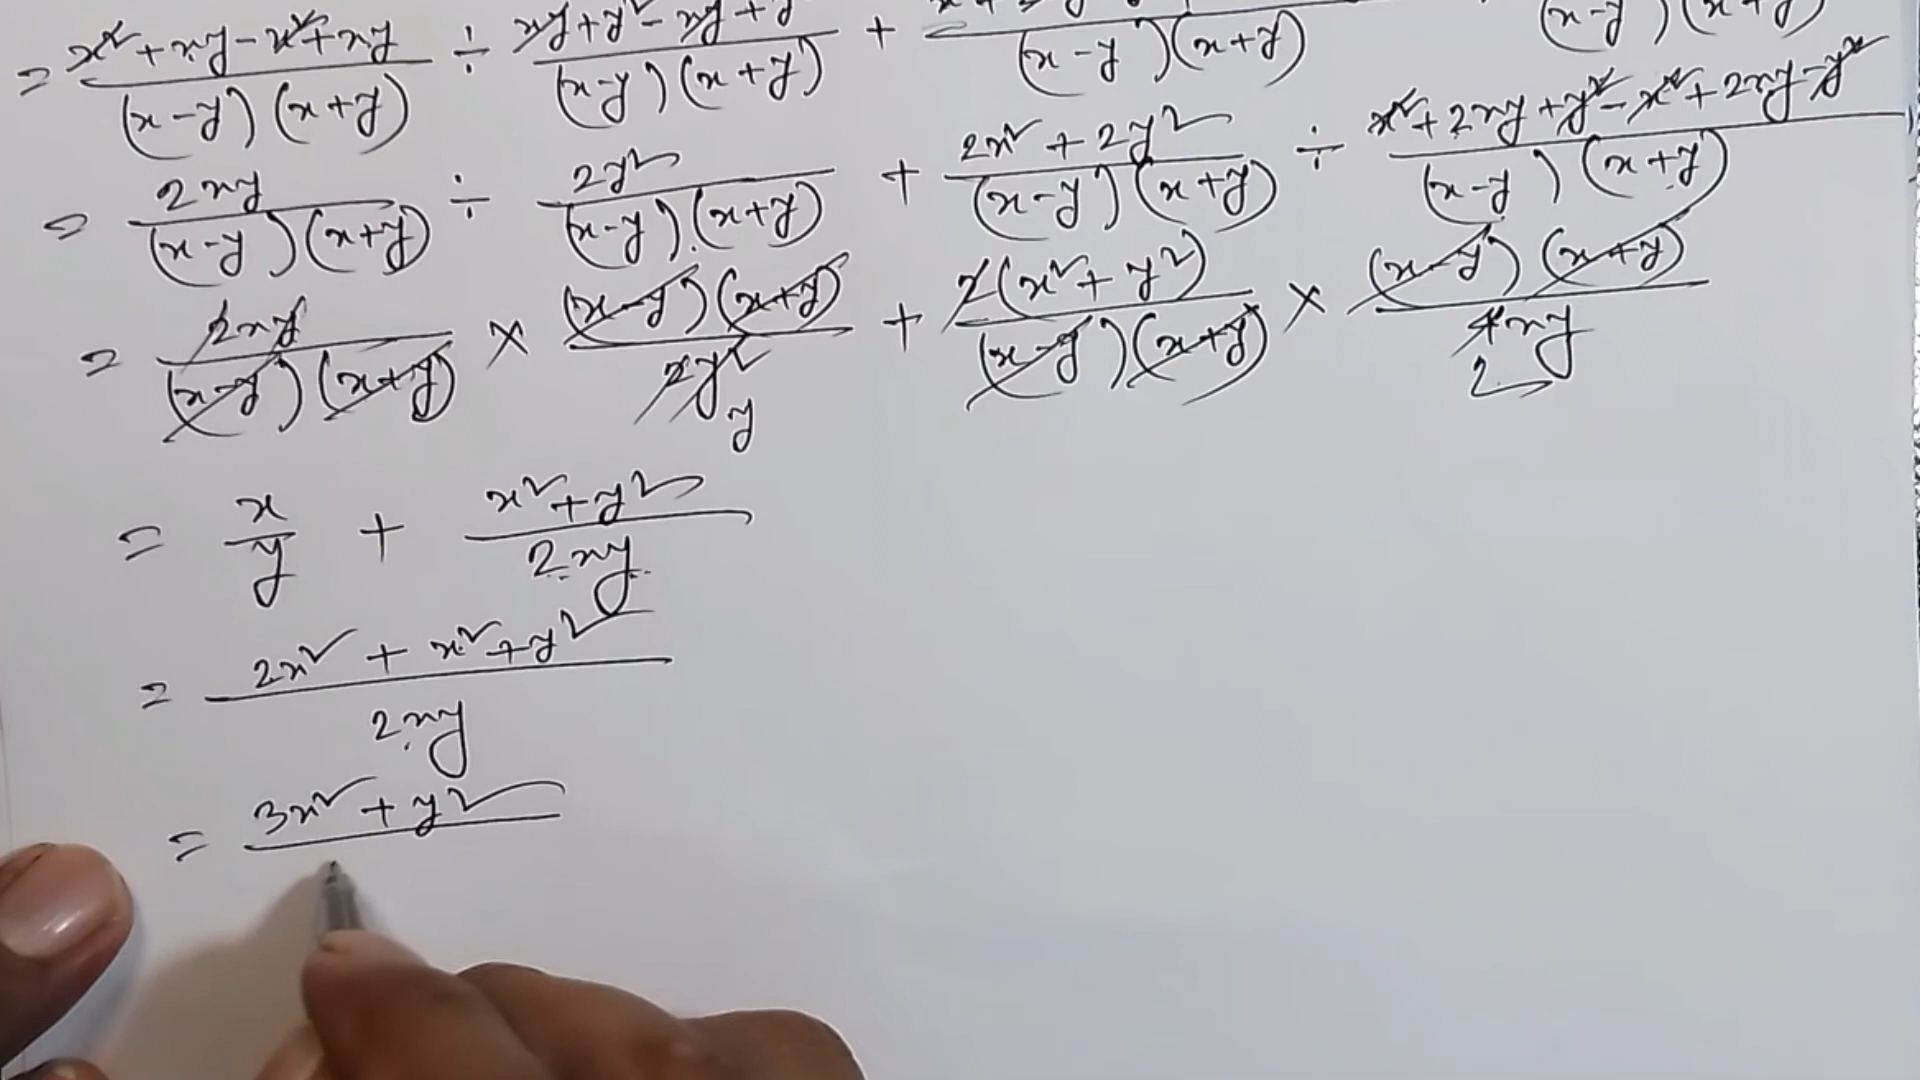 = x² + xy - x² + xy / (x-y)(x+y) ÷ xy + y² - xy + y² / (x-y)(x+y) + / (x-y)(x+y) (x-y)(x+y)
= 2xy / (x-y)(x+y) ÷ 2y² / (x-y)(x+y) + 2x² + 2y² / (x-y)(x+y) ÷ x² + 2xy + y² - x² + 2xy - y² / (x-y)(x+y)
= 2xy / (x-y)(x+y) × (x-y)(x+y) / 2y² y + 2(x² + y²) / (x-y)(x+y) × (x-y)(x+y) / 4xy 2
= x / y + x² + y² / 2xy
= 2x² + x² + y² / 2xy
= 3x² + y²